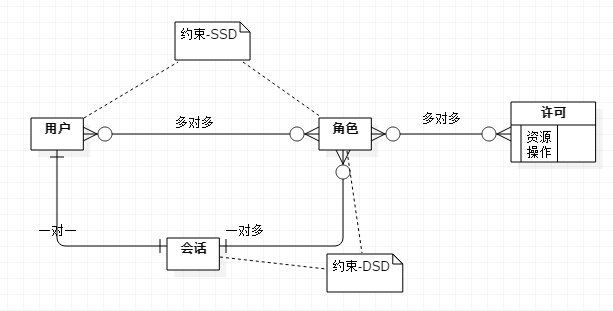 约束-SSD
用户
多对多
角色
多对多
许可
资源
操作
一对一
会话
一对多
约束-DSD